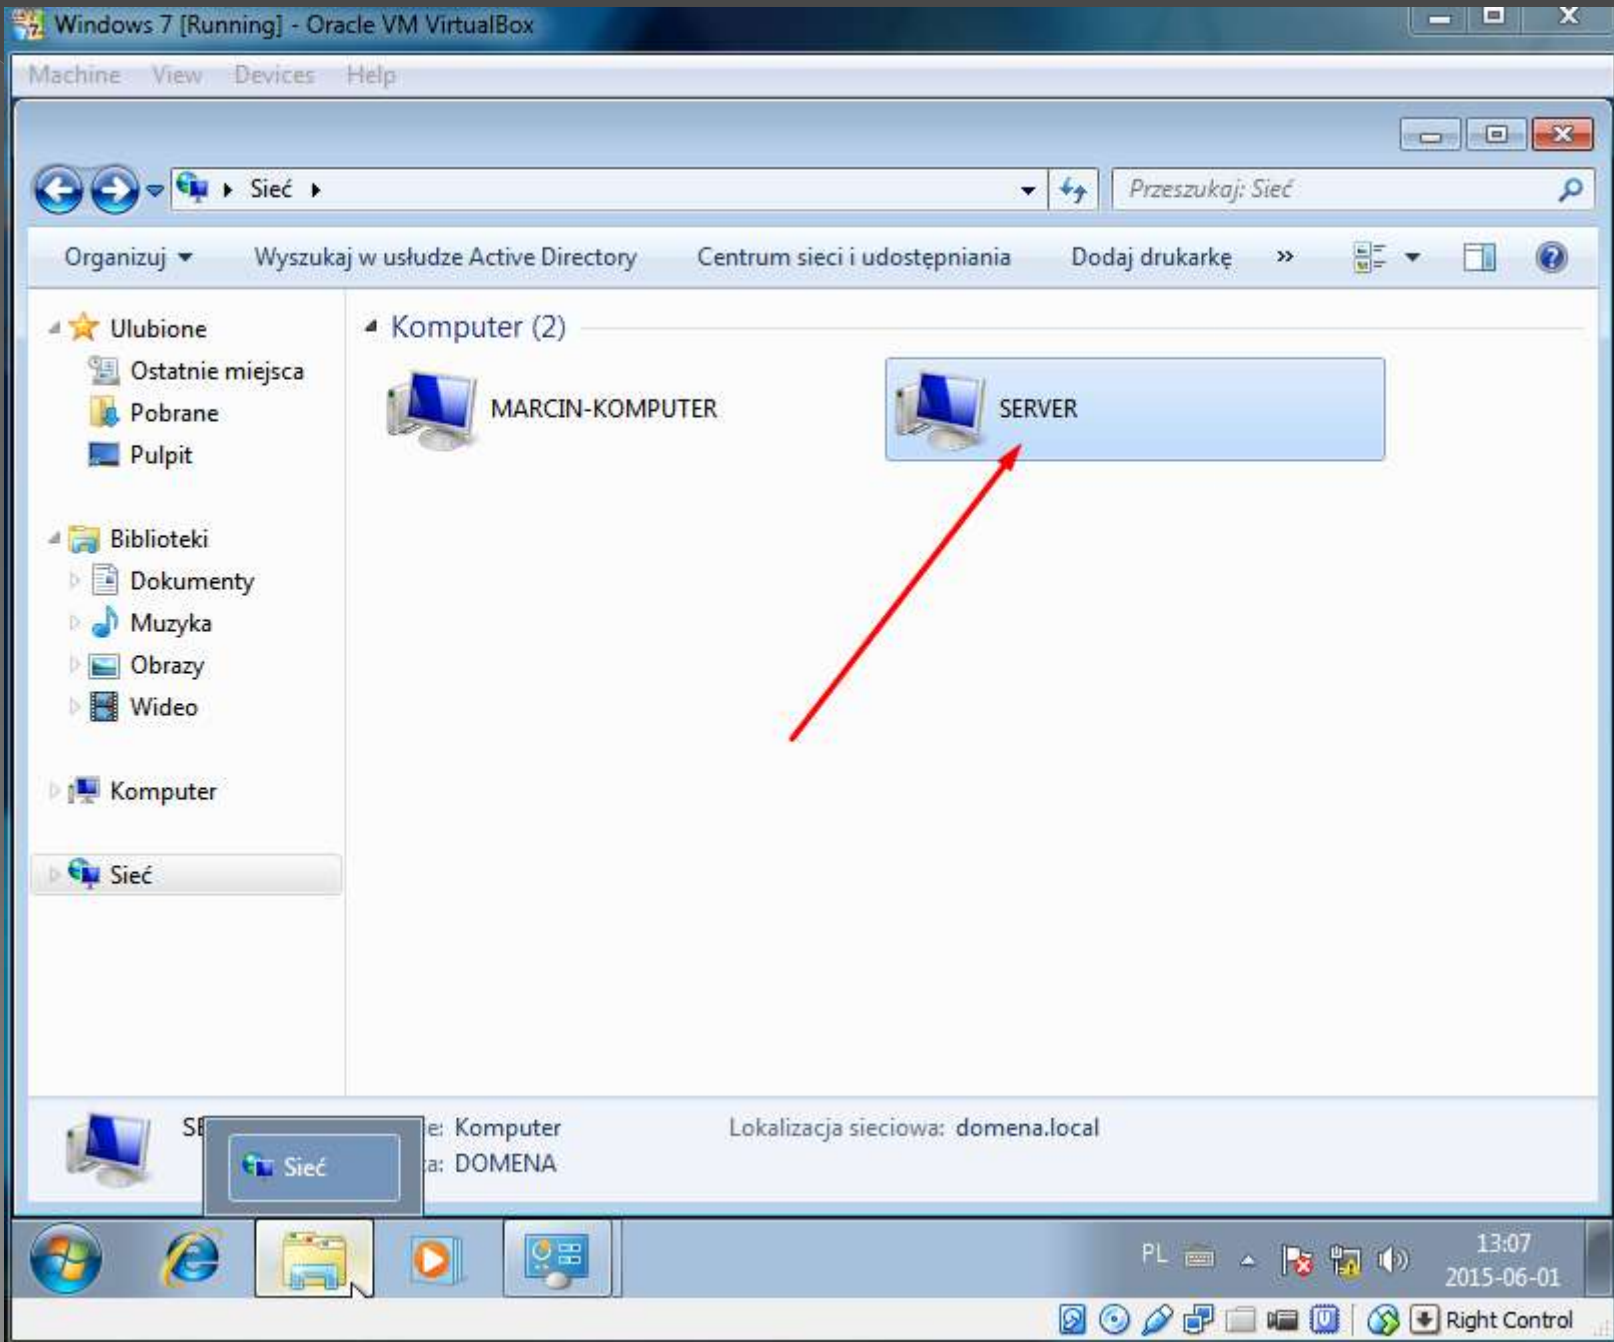 Windows 7 [Running] - Oracle VM VirtualBox
Machine View Devices Help
Sieć
Przeszukaj: Sieć
Organizuj Wyszukaj w usłudze Active Directory Centrum sieci i udostępniania Dodaj drukarkę »
Ulubione
Ostatnie miejsca
Pobrane
Pulpit
Biblioteki
Dokumenty
Muzyka
Obrazy
Wideo
Komputer
Sieć
Komputer (2)
MARCIN-KOMPUTER
SERVER
Komputer Lokalizacja sieciowa: domena.local
DOMENA
Sieć
PL
13:07
2015-06-01
Right Control